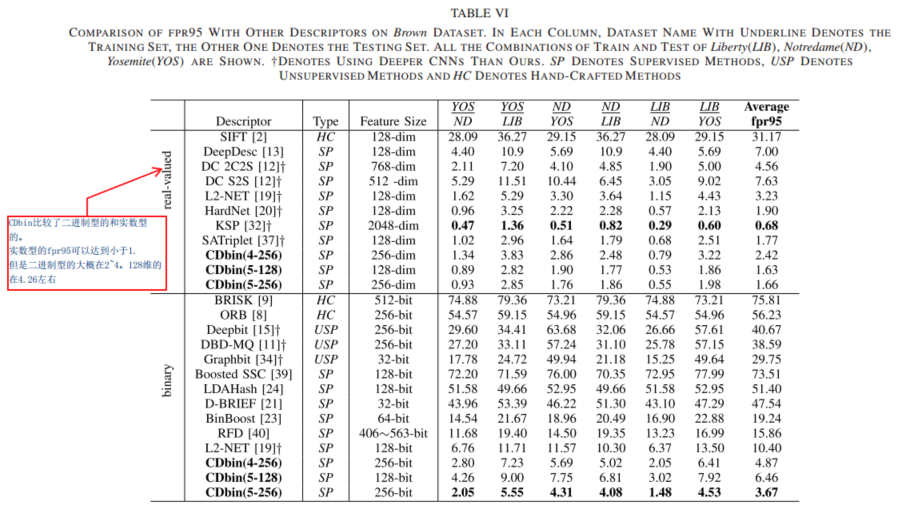 TABLE VI
COMPARISON OF FPR95 WITH OTHER DESCRIPTORS ON Brown DATASET. IN EACH COLUMN, DATASET NAME WITH UNDERLINE DENOTES THE
TRAINING SET, THE OTHER ONE DENOTES THE TESTING SET. ALL THE COMBINATIONS OF TRAIN AND TEST OF Liberty(LIB), Notredame(ND),
Yosemite(YOS) ARE SHOWN. †DENOTES USING DEEPER CNNS THAN OURS. SP DENOTES SUPERVISED METHODS, USP DENOTES
UNSUPERVISED METHODS AND HC DENOTES HAND-CRAFTED METHODS
YOS YOS ND ND LIB LIB Average
Descriptor Type Feature Size ND LIB YOS LIB ND YOS fpr95
real-valued
SIFT [2] HC 128-dim 28.09 36.27 29.15 36.27 28.09 29.15 31.17
DeepDesc [13] SP 128-dim 4.40 10.9 5.69 10.9 4.40 5.69 7.00
DC 2C2S [12]† SP 768-dim 2.11 7.20 4.10 4.85 1.90 5.00 4.56
DC S2S [12]† SP 512 -dim 5.29 11.51 10.44 6.45 3.05 9.02 7.63
L2-NET [19]† SP 128-dim 1.62 5.29 3.30 3.64 1.15 4.43 3.23
HardNet [20]† SP 128-dim 0.96 3.25 2.22 2.28 0.57 2.13 1.90
KSP [32]† SP 2048-dim 0.47 1.36 0.51 0.82 0.29 0.60 0.68
SATriplet [37]† SP 128-dim 1.02 2.96 1.64 1.79 0.68 2.51 1.77
CDbin(4-256) SP 256-dim 1.34 3.83 2.86 2.48 0.79 3.22 2.42
CDbin(5-128) SP 128-dim 0.89 2.82 1.90 1.77 0.53 1.86 1.63
CDbin(5-256) SP 256-dim 0.93 2.85 1.76 1.86 0.55 1.98 1.66
CDbin比较了二进制型的和实数型
的。
实数型的fpr95可以达到小于1.
但是二进制型的大概在2~4。128维的
在4.26左右
binary
BRISK [9] HC 512-bit 74.88 79.36 73.21 79.36 74.88 73.21 75.81
ORB [8] HC 256-bit 54.57 59.15 54.96 59.15 54.57 54.96 56.23
Deepbit [15]† USP 256-bit 29.60 34.41 63.68 32.06 26.66 57.61 40.67
DBD-MQ [11]† USP 256-bit 27.20 33.11 57.24 31.10 25.78 57.15 38.59
Graphbit [34]† USP 32-bit 17.78 24.72 49.94 21.18 15.25 49.64 29.75
Boosted SSC [39] SP 128-bit 72.20 71.59 76.00 70.35 72.95 77.99 73.51
LDAHash [24] SP 128-bit 51.58 49.66 52.95 49.66 51.58 52.95 51.40
D-BRIEF [21] SP 32-bit 43.96 53.39 46.22 51.30 43.10 47.29 47.54
BinBoost [23] SP 64-bit 14.54 21.67 18.96 20.49 16.90 22.88 19.24
RFD [40] SP 406∼563-bit 11.68 19.40 14.50 19.35 13.23 16.99 15.86
L2-NET [19]† SP 128-bit 6.76 11.71 11.57 10.30 6.37 13.50 10.40
CDbin(4-256) SP 256-bit 2.80 7.23 5.69 5.02 2.05 6.41 4.87
CDbin(5-128) SP 128-bit 4.26 9.00 7.75 6.81 3.02 7.92 6.46
CDbin(5-256) SP 256-bit 2.05 5.55 4.31 4.08 1.48 4.53 3.67